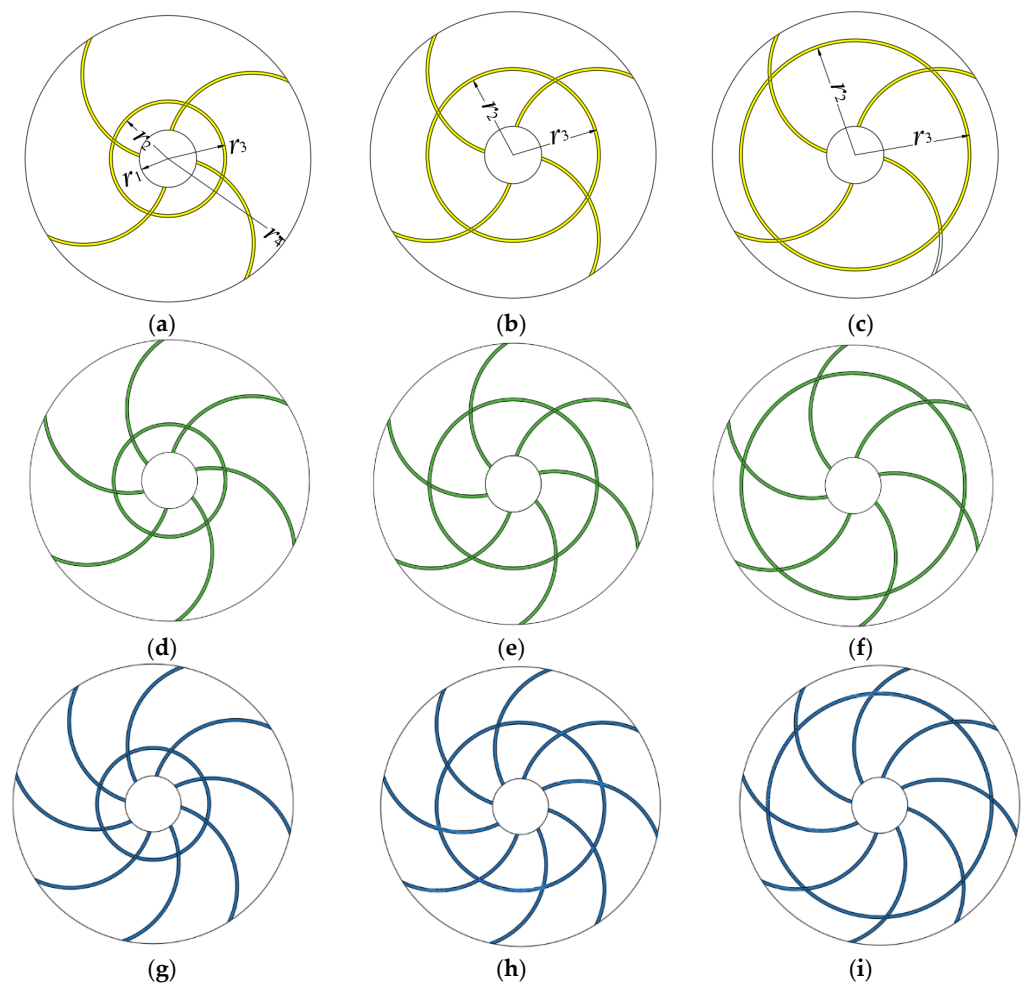 r2 r3 r1 r4
r2 r3
r2 r3
(a) (b) (c)
(d) (e) (f)
(g) (h) (i)